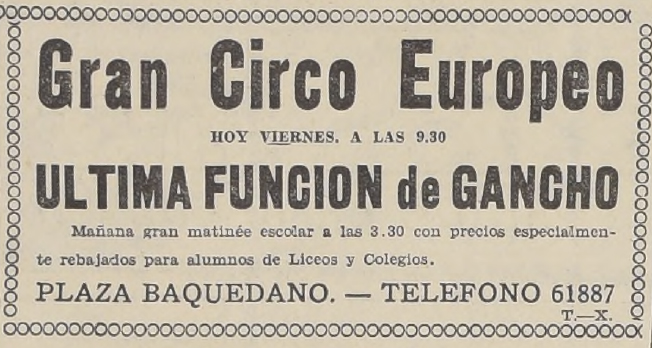 Gran Circo Europeo
HOY VIERNES. A LAS 9.30
ULTIMA FUNCION de GANCHO
Mañana gran matinée escolar a las 3.30 con precios especialmen-
te rebajados para alumnos de Liceos y Colegios.
PLAZA BAQUEDANO. — TELEFONO 61887
T.—X.